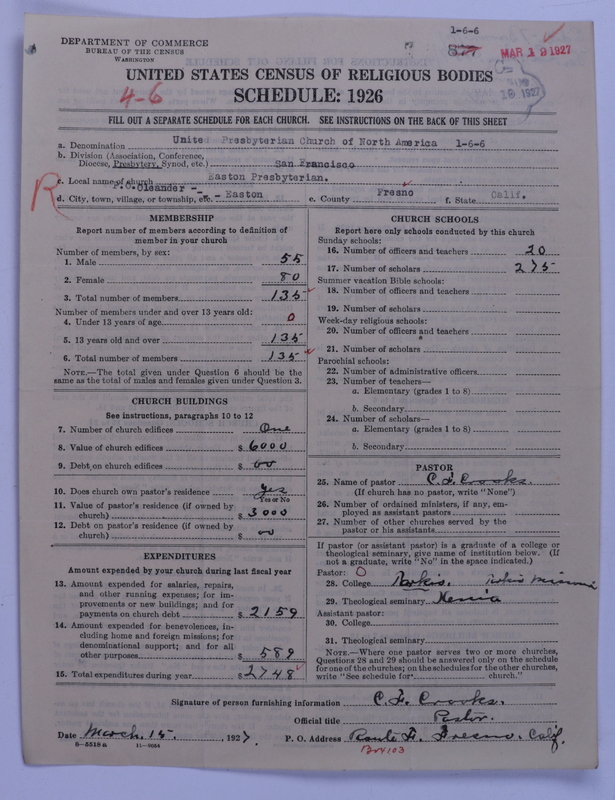 1-6-6
DEPARTMENT OF COMMERCE
BUREAU OF THE CENSUS
WASHINGTON
MAR 19 1927
UNITED STATES CENSUS OF RELIGIOUS BODIES
4-6
SCHEDULE: 1926
FILL OUT A SEPARATE SCHEDULE FOR EACH CHURCH. SEE INSTRUCTIONS ON THE BACK OF THIS SHEET
a. Denomination United Presbyterian Church of North America 1-6-6
b. Division (Association, Conference,
Diocese, Presbytery, Synod, etc.) San Francisco
R
c. Local name of church Easton Presbyterian.
P.O. Oleander --
d. City, town, village, or township, etc. - Easton e. County Fresno f. State Calif.
MEMBERSHIP
Report number of members according to definition of
member in your church
Number of members, by sex:
1. Male 55
2. Female 80
3. Total number of members 135
Number of members under and over 13 years old:
4. Under 13 years of age 0
5. 13 years old and over 135
6. Total number of members 135
NOTE.—The total given under Question 6 should be
same as the total of males and females given under Question 3.
CHURCH BUILDINGS
See instructions, paragraphs 10 to 12
7. Number of church edifices One
8. Value of church edifices $ 6000
9. Debt on church edifices $ 00
10. Does church own pastor's residence yes
Yes or No
11. Value of pastor's residence (if owned by
church) $ 3000
12. Debt on pastor's residence (if owned by
church) $ 00
EXPENDITURES
Amount expended by your church during last fiscal year
13. Amount expended for salaries, repairs,
and other running expenses; for im-
provements or new buildings; and for
payments on church debt $ 2159
14. Amount expended for benevolences, in-
cluding home and foreign missions; for
denominational support; and for all
other purposes $ 589
15. Total expenditures during year $ 2748
CHURCH SCHOOLS
Report here only schools conducted by this church
Sunday schools:
16. Number of officers and teachers 20
17. Number of scholars 275
Summer vacation Bible schools:
18. Number of officers and teachers
19. Number of scholars
Week-day religious schools:
20. Number of officers and teachers
21. Number of scholars
Parochial schools:
22. Number of administrative officers
23. Number of teachers—
a. Elementary (grades 1 to 8)
b. Secondary
24. Number of scholars—
a. Elementary (grades 1 to 8)
b. Secondary
PASTOR
25. Name of pastor C. F. Crooks.
(If church has no pastor, write "None")
26. Number of ordained ministers, if any, em-
ployed as assistant pastors
27. Number of other churches served by the
pastor or his assistants
If pastor (or assistant pastor) is a graduate of a college or
theological seminary, give name of institution below. (If
not a graduate, write "No" in the space indicated.)
Pastor:
28. College
29. Theological seminary Xenia
Assistant pastor:
30. College
31. Theological seminary
NOTE.—Where one pastor serves two or more churches,
Questions 28 and 29 should be answered only on the schedule
for one of the churches; on the schedules for the other churches,
write "See schedule for church."
Signature of person furnishing information C. F. Crooks.
Official title Pastor.
Date March 15. 1927 P. O. Address Route F. Fresno. Calif.
8—5518 a 11—9064 Box 103